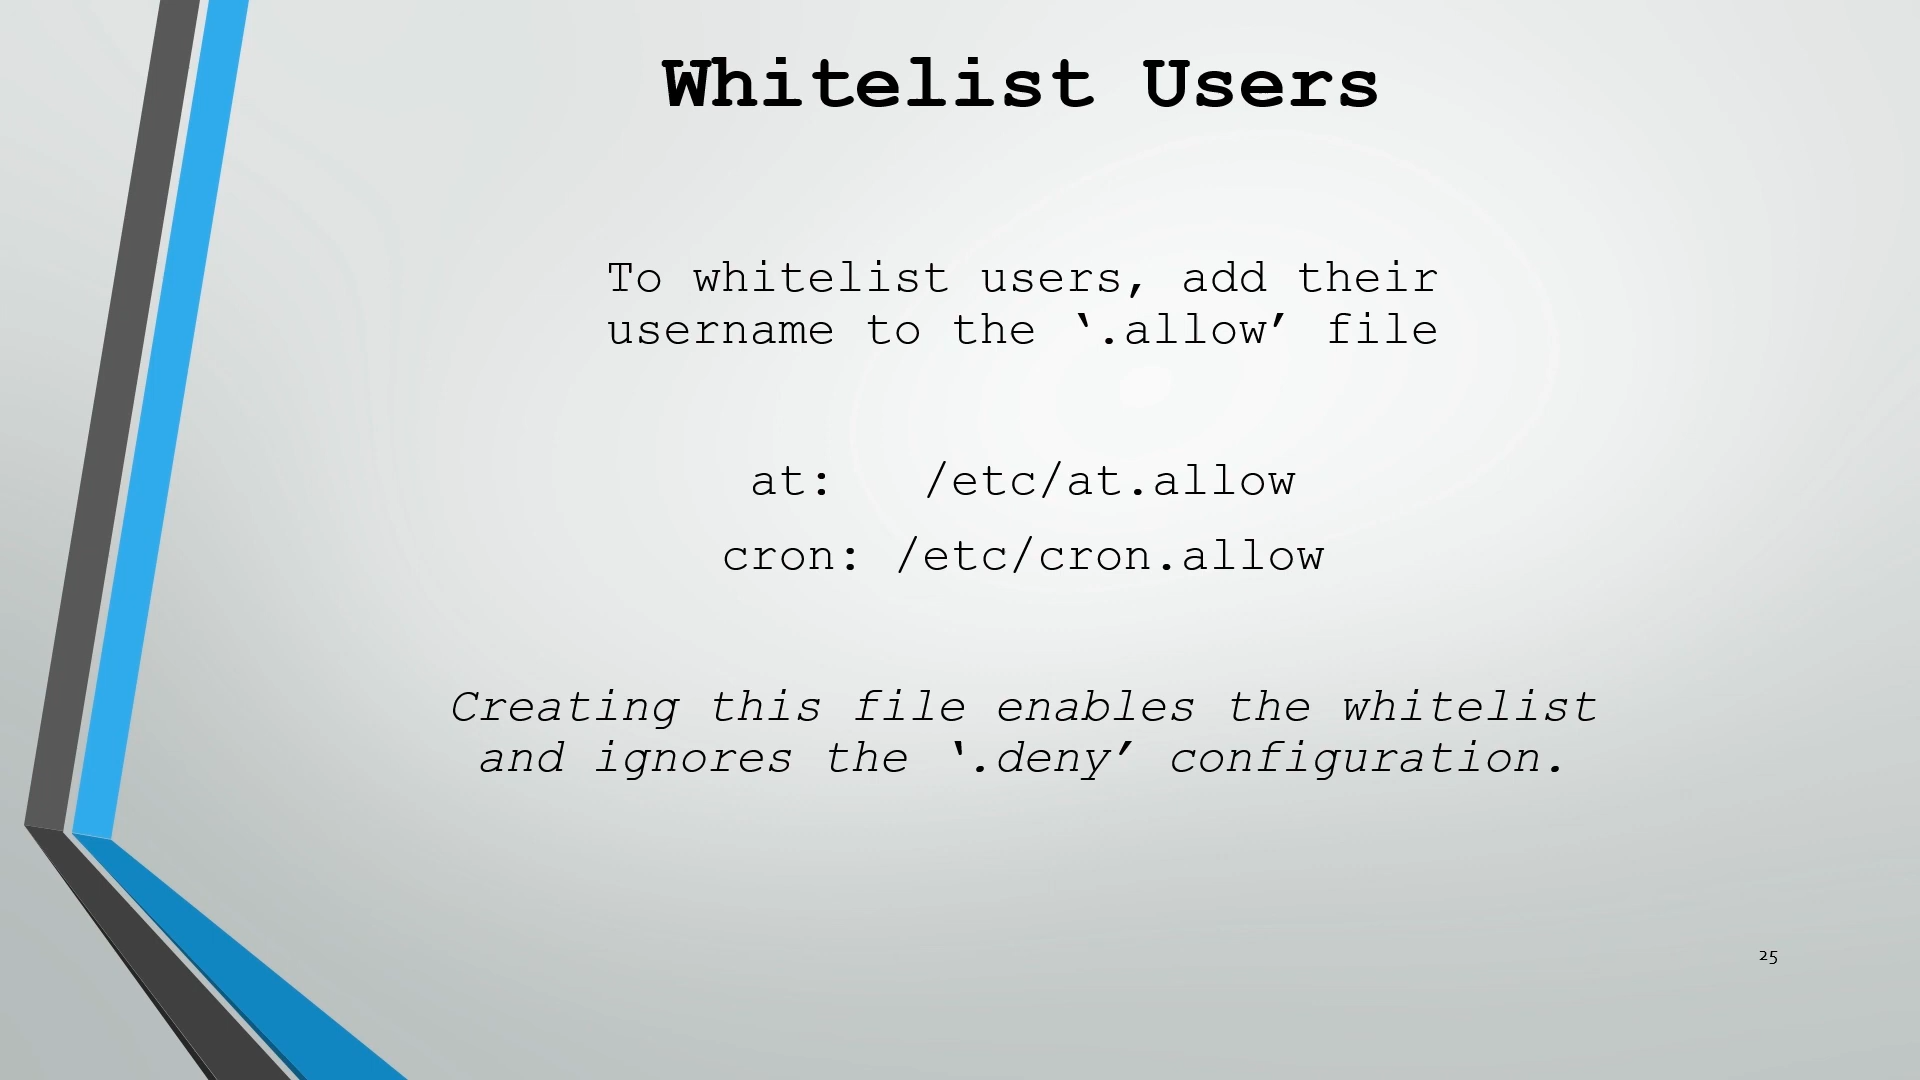 Whitelist Users
To whitelist users, add their
username to the ‘.allow’ file
at:   /etc/at.allow
cron: /etc/cron.allow
Creating this file enables the whitelist
and ignores the ‘.deny’ configuration.
25